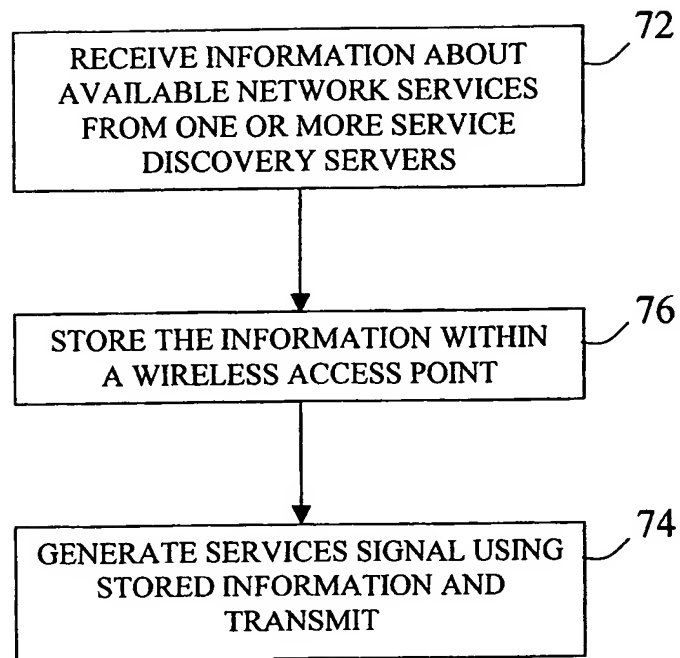 72
RECEIVE INFORMATION ABOUT
AVAILABLE NETWORK SERVICES
FROM ONE OR MORE SERVICE
DISCOVERY SERVERS
76
STORE THE INFORMATION WITHIN
A WIRELESS ACCESS POINT
74
GENERATE SERVICES SIGNAL USING
STORED INFORMATION AND
TRANSMIT